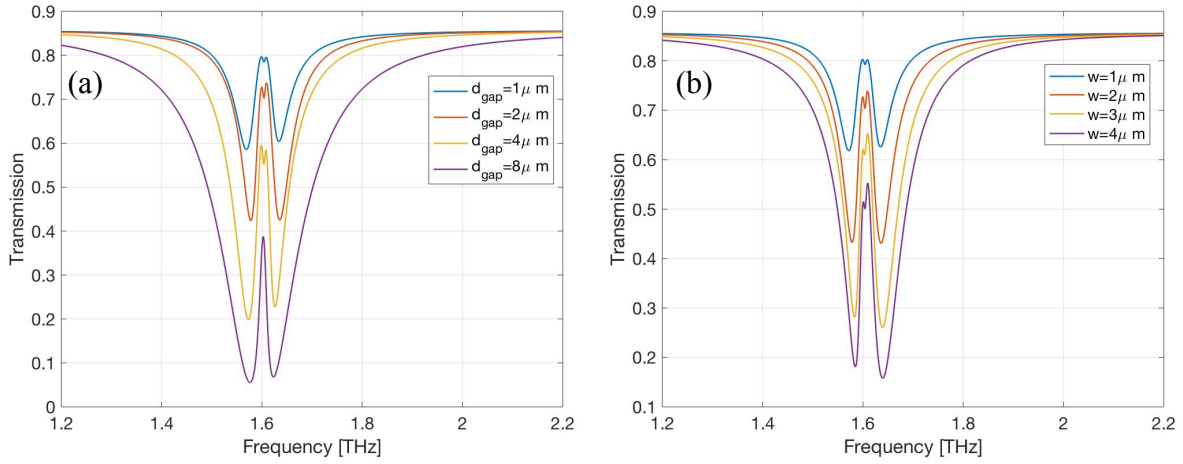 0.9
0.8
0.7
0.6
0.5
0.4
0.3
0.2
0.1
0
Transmission
(a)
d_gap=1μ m
d_gap=2μ m
d_gap=4μ m
d_gap=8μ m
1.2 1.4 1.6 1.8 2 2.2
Frequency [THz]
0.9
0.8
0.7
0.6
0.5
0.4
0.3
0.2
0.1
Transmission
(b)
w=1μ m
w=2μ m
w=3μ m
w=4μ m
1.2 1.4 1.6 1.8 2 2.2
Frequency [THz]